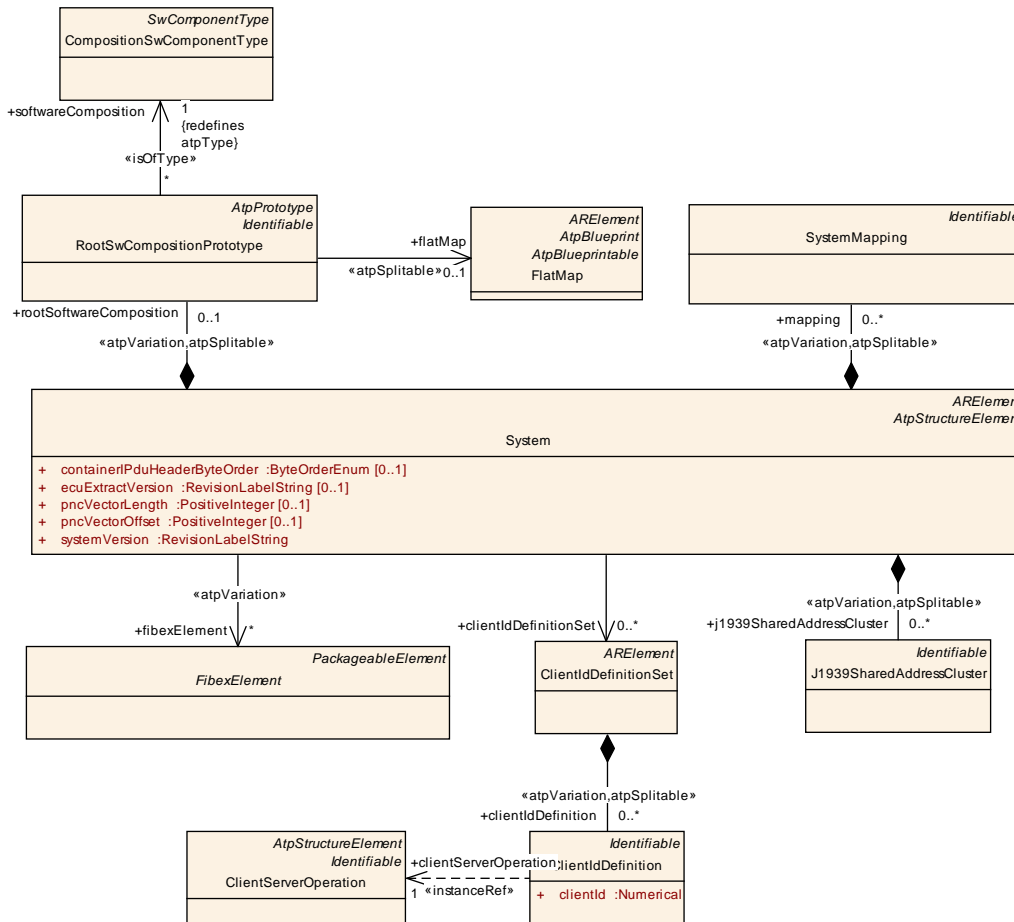 SwComponentType
CompositionSwComponentType
+softwareComposition
1
{redefines
atpType}
«isOfType»
*
AtpPrototype
Identifiable
RootSwCompositionPrototype
+flatMap
«atpSplitable»
0..1
ARElement
AtpBlueprint
AtpBlueprintable
FlatMap
Identifiable
SystemMapping
+rootSoftwareComposition
0..1
«atpVariation,atpSplitable»
+mapping
0..*
«atpVariation,atpSplitable»
ARElemen
AtpStructureElemen
System
+ containerIPduHeaderByteOrder :ByteOrderEnum [0..1]
+ ecuExtractVersion :RevisionLabelString [0..1]
+ pncVectorLength :PositiveInteger [0..1]
+ pncVectorOffset :PositiveInteger [0..1]
+ systemVersion :RevisionLabelString
«atpVariation»
+fibexElement
*
+clientIdDefinitionSet
0..*
«atpVariation,atpSplitable»
+j1939SharedAddressCluster
0..*
PackageableElement
FibexElement
ARElement
ClientIdDefinitionSet
Identifiable
J1939SharedAddressCluster
«atpVariation,atpSplitable»
+clientIdDefinition
0..*
AtpStructureElement
Identifiable
ClientServerOperation
+clientServerOperation
1
«instanceRef»
Identifiable
lientIdDefinition
+ clientId :Numerical